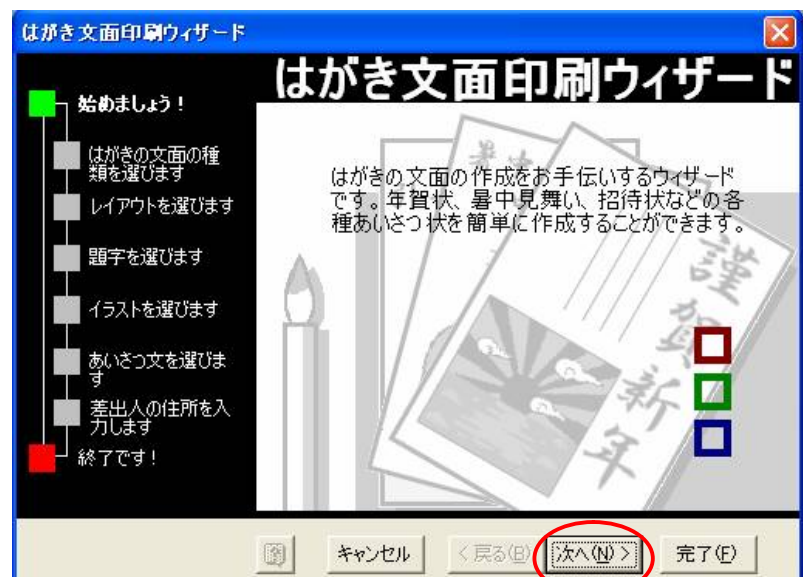 はがき文面印刷ウィザード
はがき文面印刷ウィザード
始めましょう！
はがきの文面の種
類を選びます
レイアウトを選びます
題字を選びます
イラストを選びます
あいさつ文を選びま
す
差出人の住所を入
力します
終了です！
はがきの文面の作成をお手伝いするウィザード
です。年賀状、暑中見舞い、招待状などの各
種あいさつ状を簡単に作成することができます。
暑中
謹賀新年
キャンセル
< 戻る(B)
次へ(N) >
完了(F)